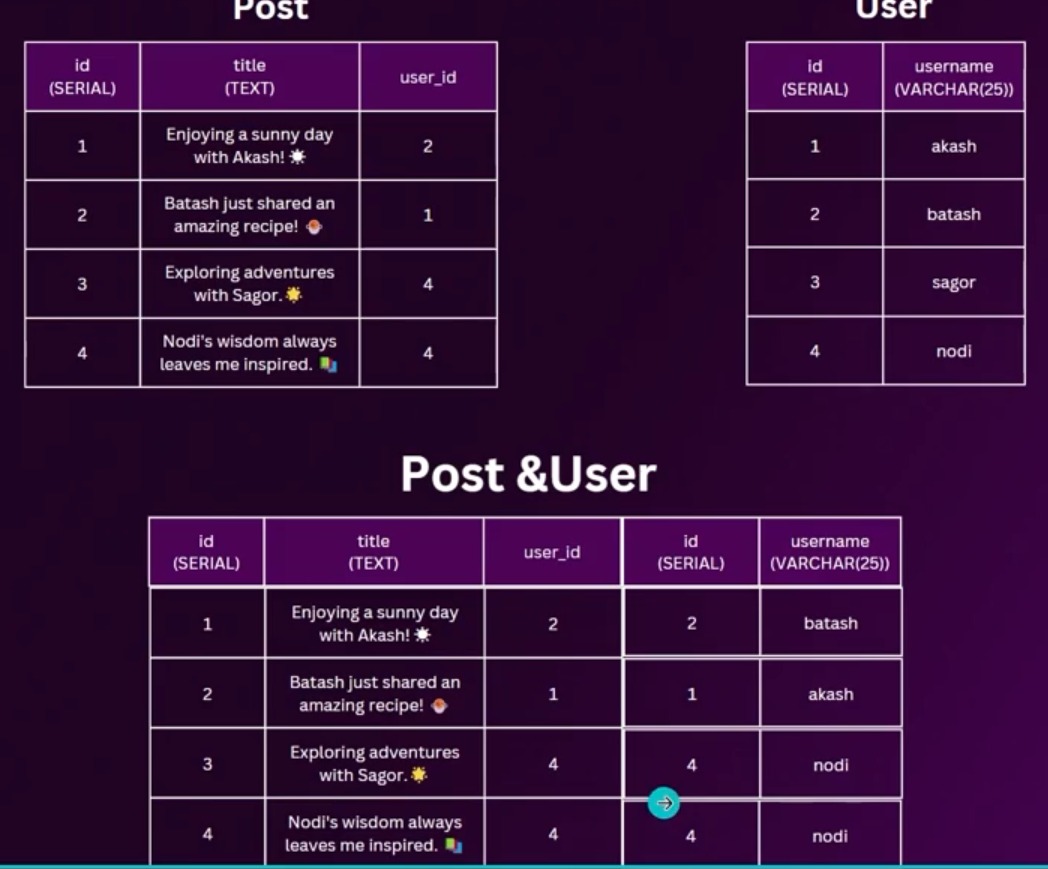 Post
id
(SERIAL)
title
(TEXT)
user_id
1
Enjoying a sunny day
with Akash! ☀
2
2
Batash just shared an
amazing recipe! 🍲
1
3
Exploring adventures
with Sagor. 🌟
4
4
Nodi's wisdom always
leaves me inspired. 📚
4
User
id
(SERIAL)
username
(VARCHAR(25))
1
akash
2
batash
3
sagor
4
nodi
Post &User
id
(SERIAL)
title
(TEXT)
user_id
id
(SERIAL)
username
(VARCHAR(25))
1
Enjoying a sunny day
with Akash! ☀
2
2
batash
2
Batash just shared an
amazing recipe! 🍲
1
1
akash
3
Exploring adventures
with Sagor. 🌟
4
4
nodi
4
Nodi's wisdom always
leaves me inspired. 📚
4
4
nodi